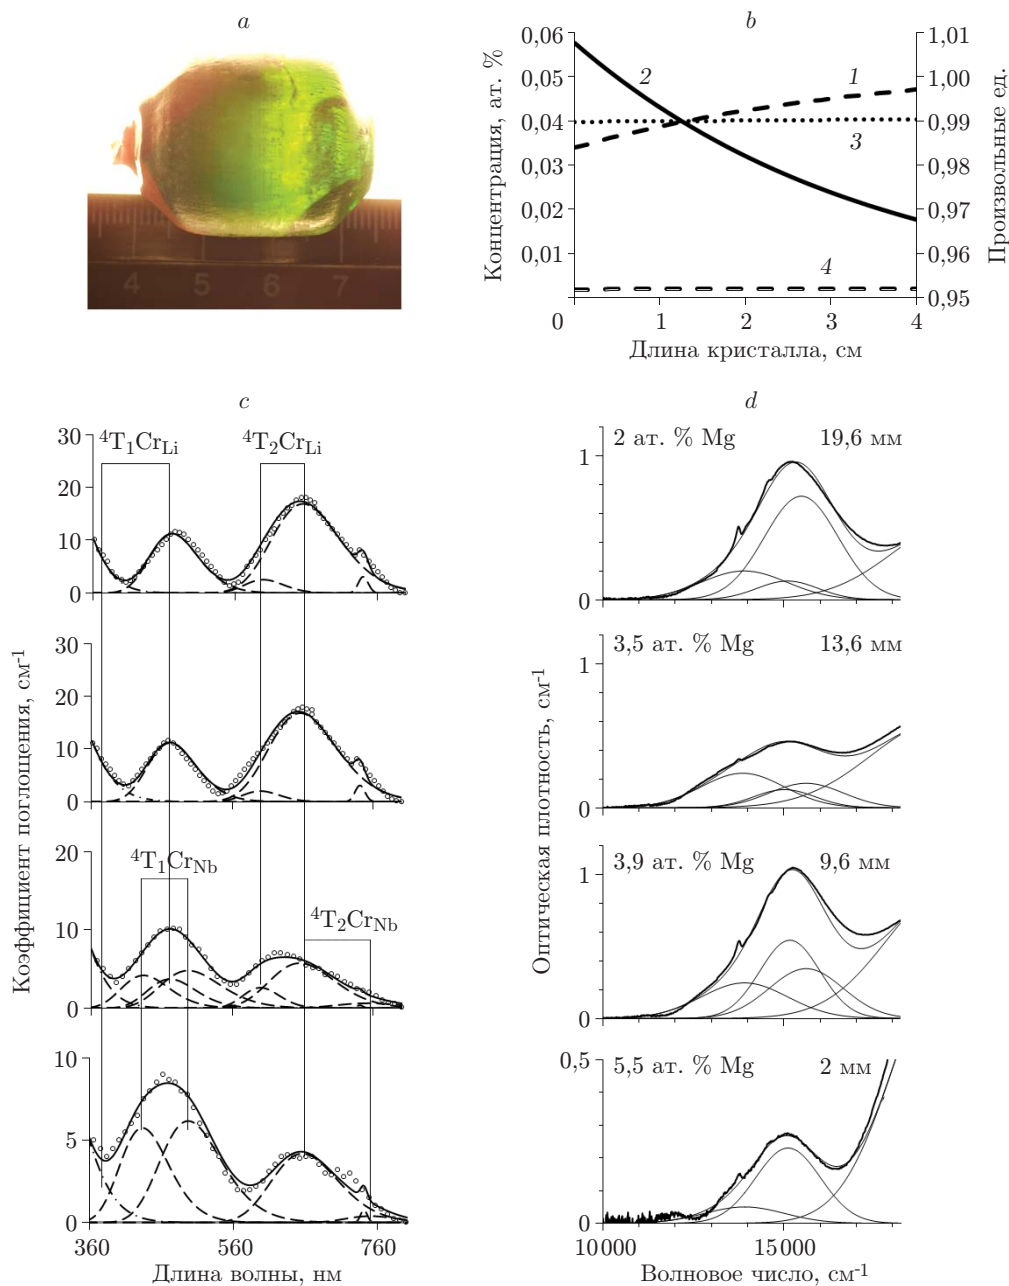 a
4 5 6 7
b
Концентрация, ат. %
0,06
0,05
0,04
0,03
0,02
0,01
0 1 2 3 4
Длина кристалла, см
1,01
1,00
0,99
0,98
0,97
0,96
0,95
Произвольные ед.
1
2
3
4
c
Коэффициент поглощения, см-1
4T1CrLi 4T2CrLi
30
20
10
0
30
20
10
0
4T1CrNb
4T2CrNb
20
10
0
10
5
0
360 560 760
Длина волны, нм
d
Оптическая плотность, см-1
2 ат. % Mg 19,6 мм
1
0
3,5 ат. % Mg 13,6 мм
1
0
3,9 ат. % Mg 9,6 мм
1
0
5,5 ат. % Mg 2 мм
0,5
0
10000 15000
Волновое число, см-1